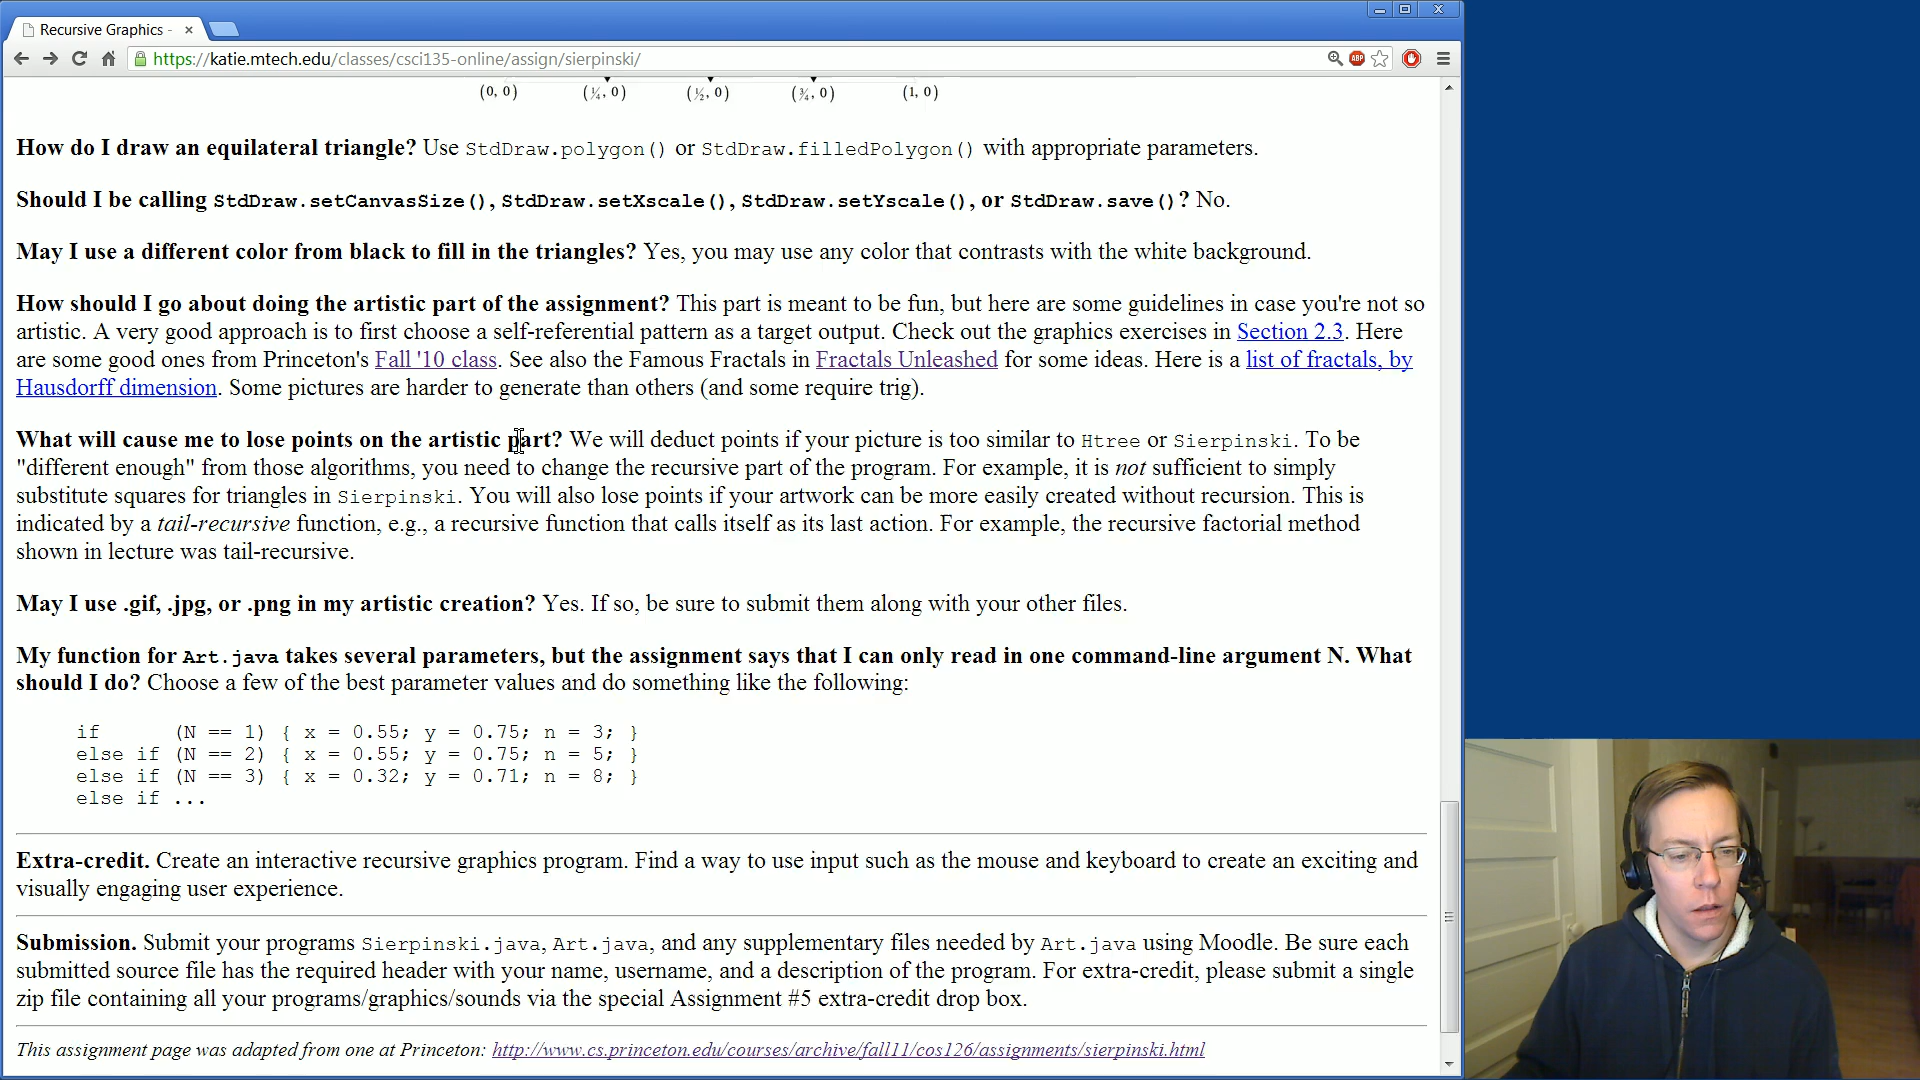 Recursive Graphics -
https://katie.mtech.edu/classes/csci135-online/assign/sierpinski/
ABP
(0, 0) (¼, 0) (½, 0) (¾, 0) (1, 0)
How do I draw an equilateral triangle? Use StdDraw.polygon() or StdDraw.filledPolygon() with appropriate parameters.
Should I be calling StdDraw.setCanvasSize(), StdDraw.setXscale(), StdDraw.setYscale(), or StdDraw.save()? No.
May I use a different color from black to fill in the triangles? Yes, you may use any color that contrasts with the white background.
How should I go about doing the artistic part of the assignment? This part is meant to be fun, but here are some guidelines in case you're not so
artistic. A very good approach is to first choose a self-referential pattern as a target output. Check out the graphics exercises in Section 2.3. Here
are some good ones from Princeton's Fall '10 class. See also the Famous Fractals in Fractals Unleashed for some ideas. Here is a list of fractals, by
Hausdorff dimension. Some pictures are harder to generate than others (and some require trig).
What will cause me to lose points on the artistic part? We will deduct points if your picture is too similar to Htree or Sierpinski. To be
"different enough" from those algorithms, you need to change the recursive part of the program. For example, it is not sufficient to simply
substitute squares for triangles in Sierpinski. You will also lose points if your artwork can be more easily created without recursion. This is
indicated by a tail-recursive function, e.g., a recursive function that calls itself as its last action. For example, the recursive factorial method
shown in lecture was tail-recursive.
May I use .gif, .jpg, or .png in my artistic creation? Yes. If so, be sure to submit them along with your other files.
My function for Art.java takes several parameters, but the assignment says that I can only read in one command-line argument N. What
should I do? Choose a few of the best parameter values and do something like the following:
if (N == 1) { x = 0.55; y = 0.75; n = 3; }
else if (N == 2) { x = 0.55; y = 0.75; n = 5; }
else if (N == 3) { x = 0.32; y = 0.71; n = 8; }
else if ...
Extra-credit. Create an interactive recursive graphics program. Find a way to use input such as the mouse and keyboard to create an exciting and
visually engaging user experience.
Submission. Submit your programs Sierpinski.java, Art.java, and any supplementary files needed by Art.java using Moodle. Be sure each
submitted source file has the required header with your name, username, and a description of the program. For extra-credit, please submit a single
zip file containing all your programs/graphics/sounds via the special Assignment #5 extra-credit drop box.
This assignment page was adapted from one at Princeton: http://www.cs.princeton.edu/courses/archive/fall11/cos126/assignments/sierpinski.html